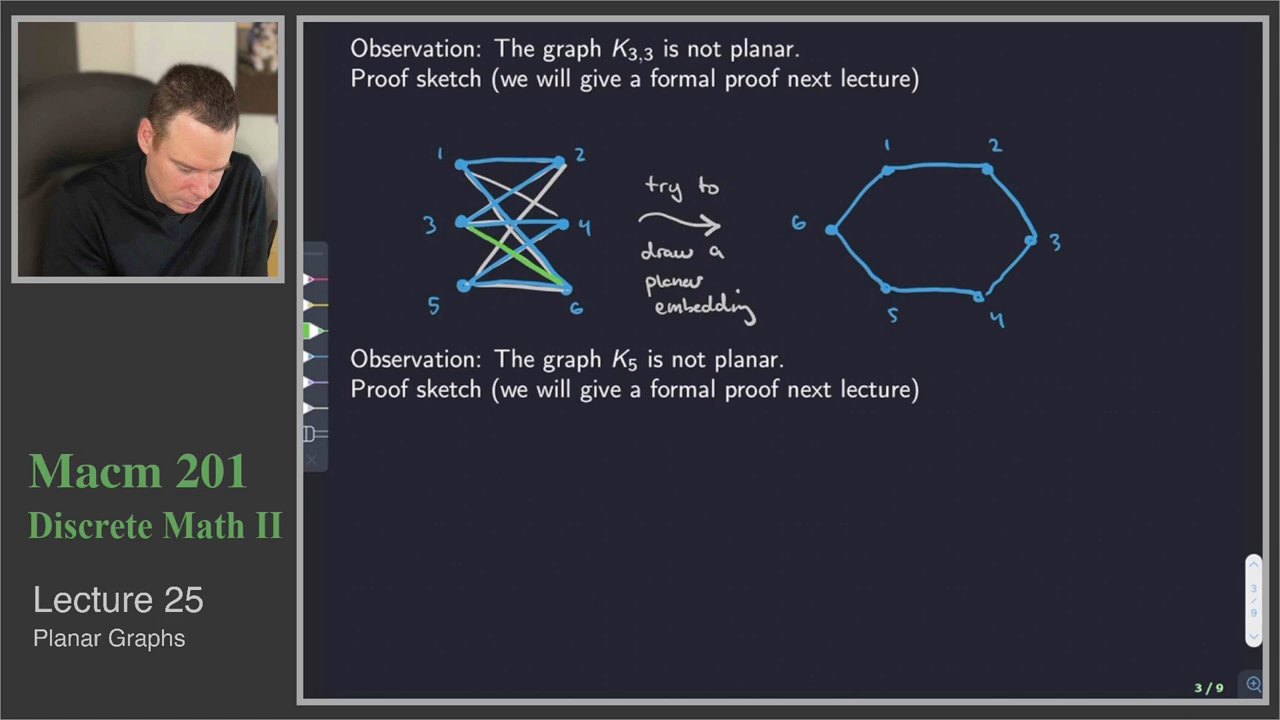 Observation: The graph K3,3 is not planar.
Proof sketch (we will give a formal proof next lecture)
1
2
3
4
5
6
try to
draw a
planar
embedding
1
2
6
3
5
4
Observation: The graph K5 is not planar.
Proof sketch (we will give a formal proof next lecture)
Macm 201
Discrete Math II
Lecture 25
Planar Graphs
3
/
9
3 / 9